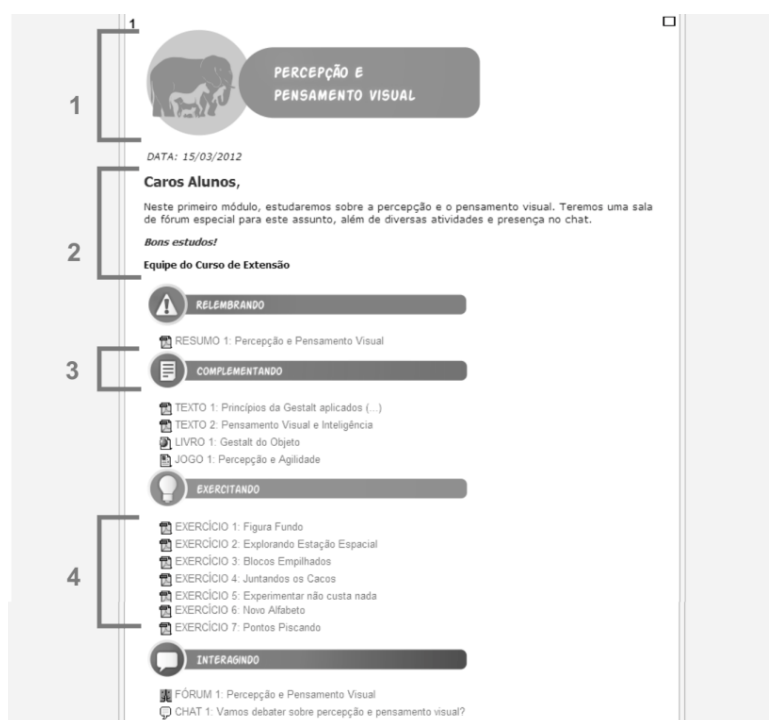 1
1
PERCEPÇÃO E
PENSAMENTO VISUAL
DATA: 15/03/2012
2
Caros Alunos,
Neste primeiro módulo, estudaremos sobre a percepção e o pensamento visual. Teremos uma sala
de fórum especial para este assunto, além de diversas atividades e presença no chat.
Bons estudos!
Equipe do Curso de Extensão
RELEMBRANDO
RESUMO 1: Percepção e Pensamento Visual
3
COMPLEMENTANDO
TEXTO 1: Princípios da Gestalt aplicados (...)
TEXTO 2: Pensamento Visual e Inteligência
LIVRO 1: Gestalt do Objeto
JOGO 1: Percepção e Agilidade
EXERCITANDO
4
EXERCÍCIO 1: Figura Fundo
EXERCÍCIO 2: Explorando Estação Espacial
EXERCÍCIO 3: Blocos Empilhados
EXERCÍCIO 4: Juntandos os Cacos
EXERCÍCIO 5: Experimentar não custa nada
EXERCÍCIO 6: Novo Alfabeto
EXERCÍCIO 7: Pontos Piscando
INTERAGINDO
FÓRUM 1: Percepção e Pensamento Visual
CHAT 1: Vamos debater sobre percepção e pensamento visual?